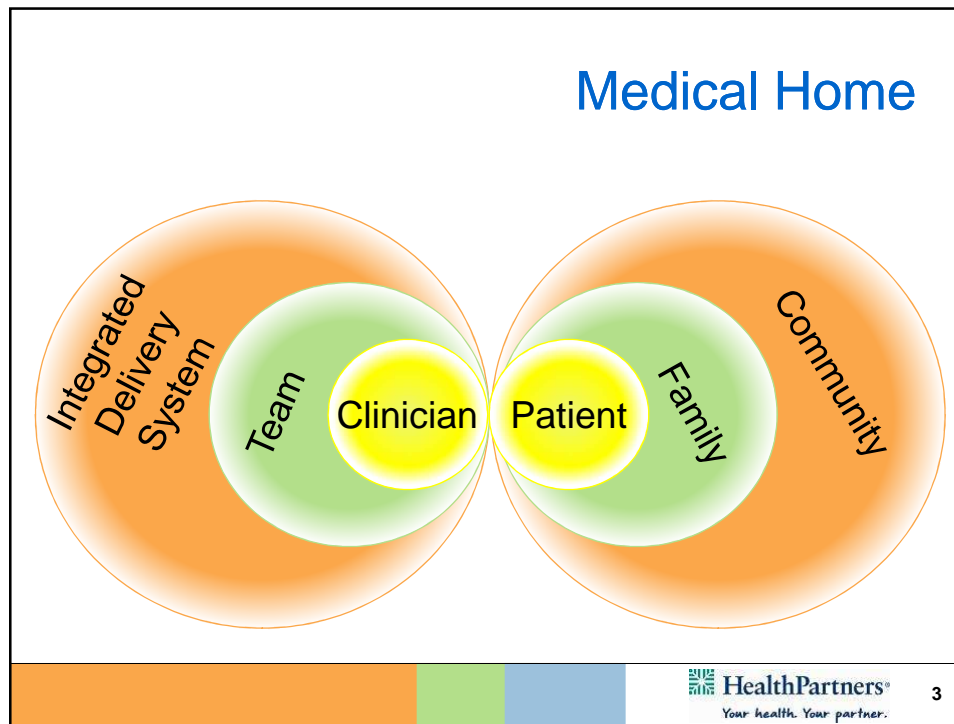 Medical Home
Integrated
Delivery
System
Team
Clinician
Patient
Family
Community
HealthPartners®
Your health. Your partner.
3